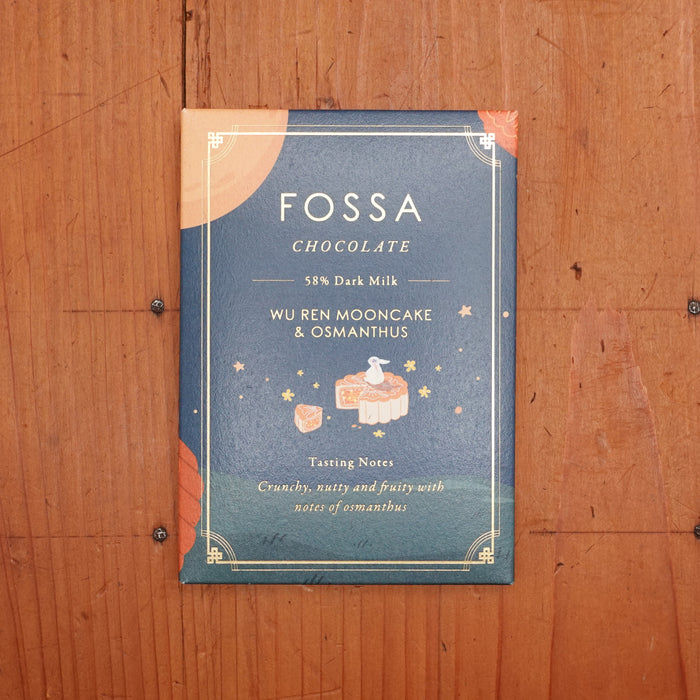 FOSSA
CHOCOLATE
58% Dark Milk
WU REN MOONCAKE
& OSMANTHUS
Tasting Notes
Crunchy, nutty and fruity with
notes of osmanthus